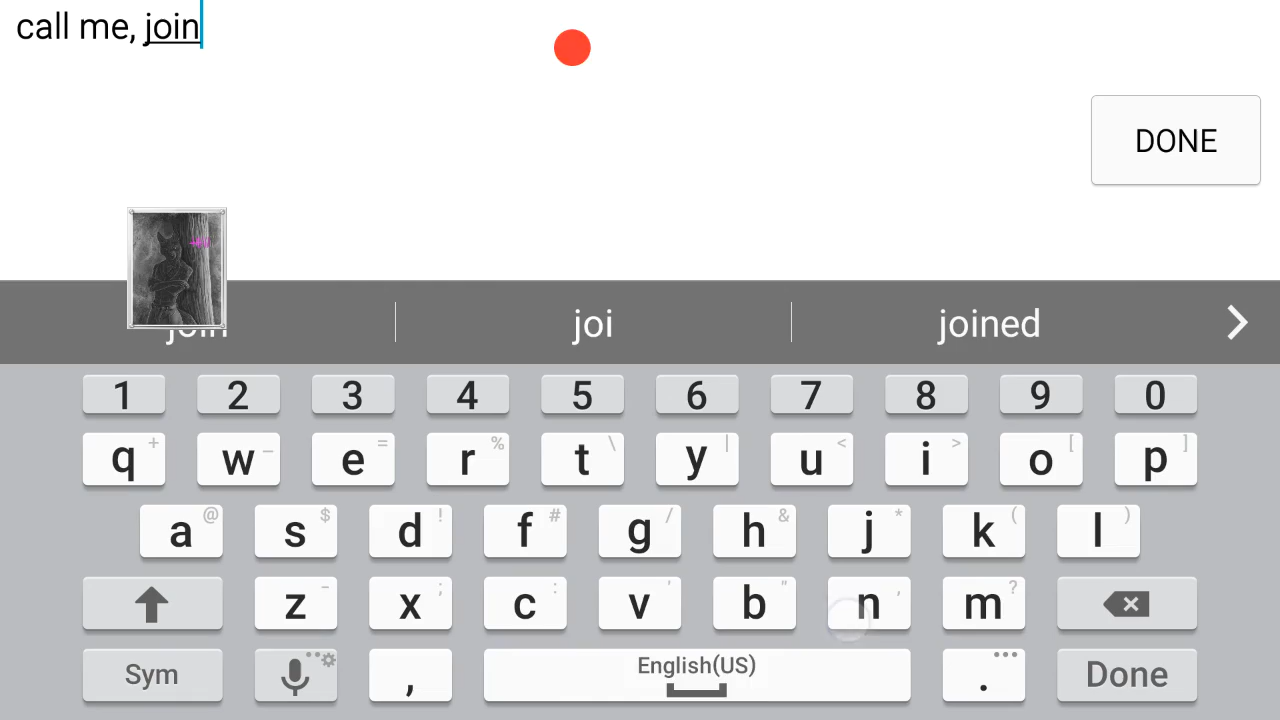 call me, join
DONE
join joi joined
1 2 3 4 5 6 7 8 9 0
q + w _ e = r % t \ y | u < i > o [ p ]
a @ s $ d ! f # g / h & j * k ( l )
z - x ; c : v ' b " n , m ?
Sym , English(US) . Done